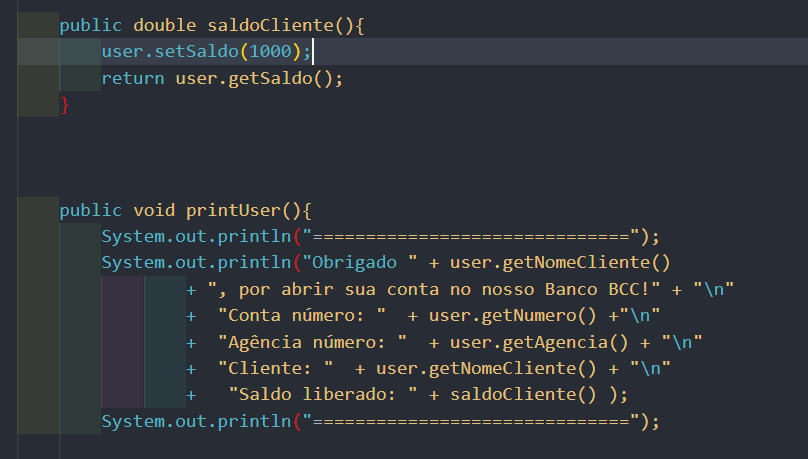 public double saldoCliente(){
user.setSaldo(1000);
return user.getSaldo();
}
public void printUser(){
System.out.println("==============================");
System.out.println("Obrigado " + user.getNomeCliente()
+ ", por abrir sua conta no nosso Banco BCC!" + "\n"
+  "Conta número: "  + user.getNumero() +"\n"
+  "Agência número: "  + user.getAgencia() + "\n"
+  "Cliente: "  + user.getNomeCliente() + "\n"
+   "Saldo liberado: " + saldoCliente() );
System.out.println("==============================");